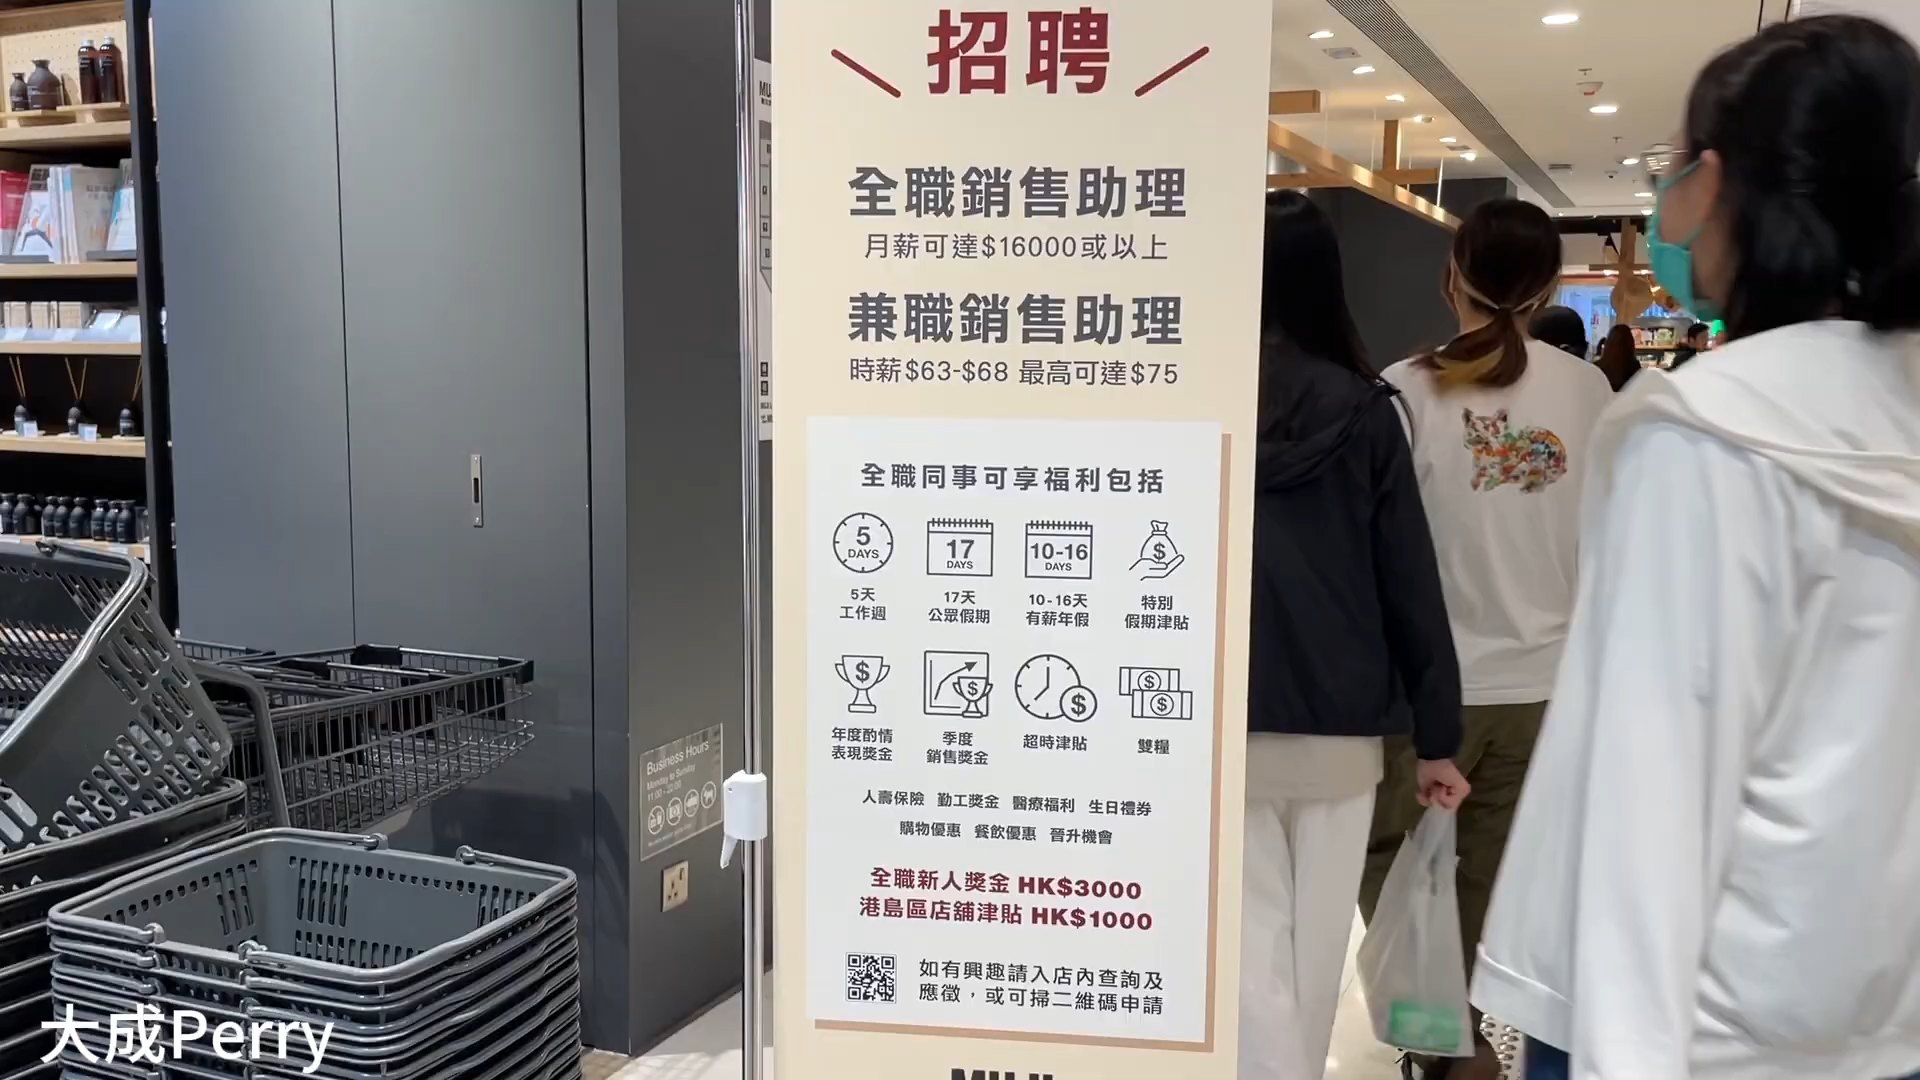 招聘
全職銷售助理
月薪可達$16000或以上
兼職銷售助理
時薪$63-$68 最高可達$75
全職同事可享福利包括
5 DAYS
17 DAYS
10-16 DAYS
5天
工作週
17天
公眾假期
10-16天
有薪年假
特別
假期津貼
年度酌情
表現獎金
季度
銷售獎金
超時津貼
雙糧
人壽保險 勤工獎金 醫療福利 生日禮券
購物優惠 餐飲優惠 晉升機會
全職新人獎金 HK$3000
港島區店舖津貼 HK$1000
如有興趣請入店內查詢及
應徵，或可掃二維碼申請
Business Hours
Monday to Sunday
11:00 - 22:00
大成Perry